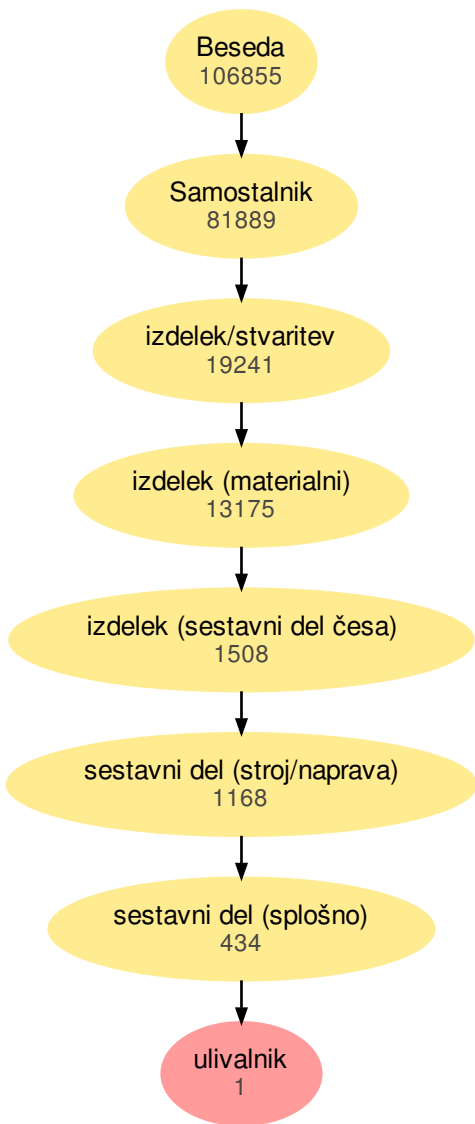 Beseda
106855
Samostalnik
81889
izdelek/stvaritev
19241
izdelek (materialni)
13175
izdelek (sestavni del česa)
1508
sestavni del (stroj/naprava)
1168
sestavni del (splošno)
434
ulivalnik
1